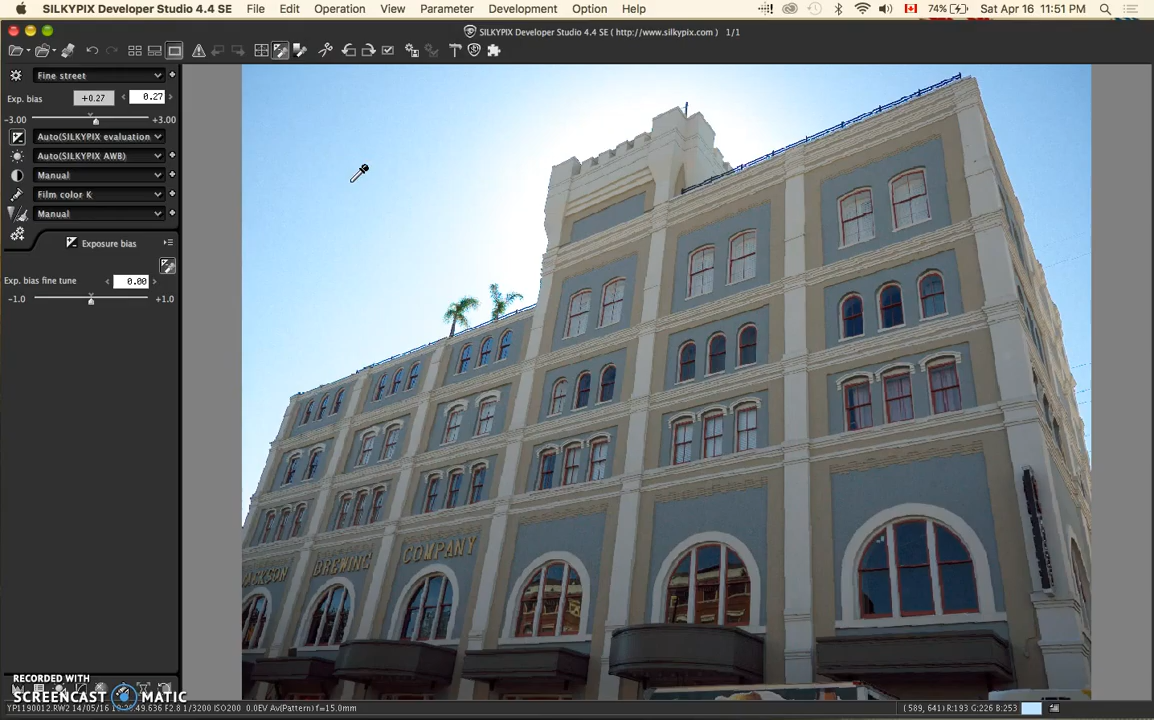 SILKYPIX Developer Studio 4.4 SE File Edit Operation View Parameter Development Option Help 74% Sat Apr 16 11:51 PM
SILKYPIX Developer Studio 4.4 SE ( http://www.silkypix.com ) 1/1
Fine street
Exp. bias +0.27 0.27
-3.00 +3.00
Auto(SILKYPIX evaluation
Auto(SILKYPIX AWB)
Manual
Film color K
Manual
Exposure bias
Exp. bias fine tune 0.00
-1.0 +1.0
JACKSON BREWING COMPANY
RECORDED WITH
SCREENCAST MATIC
( 589, 641) R:193 G:226 B:253